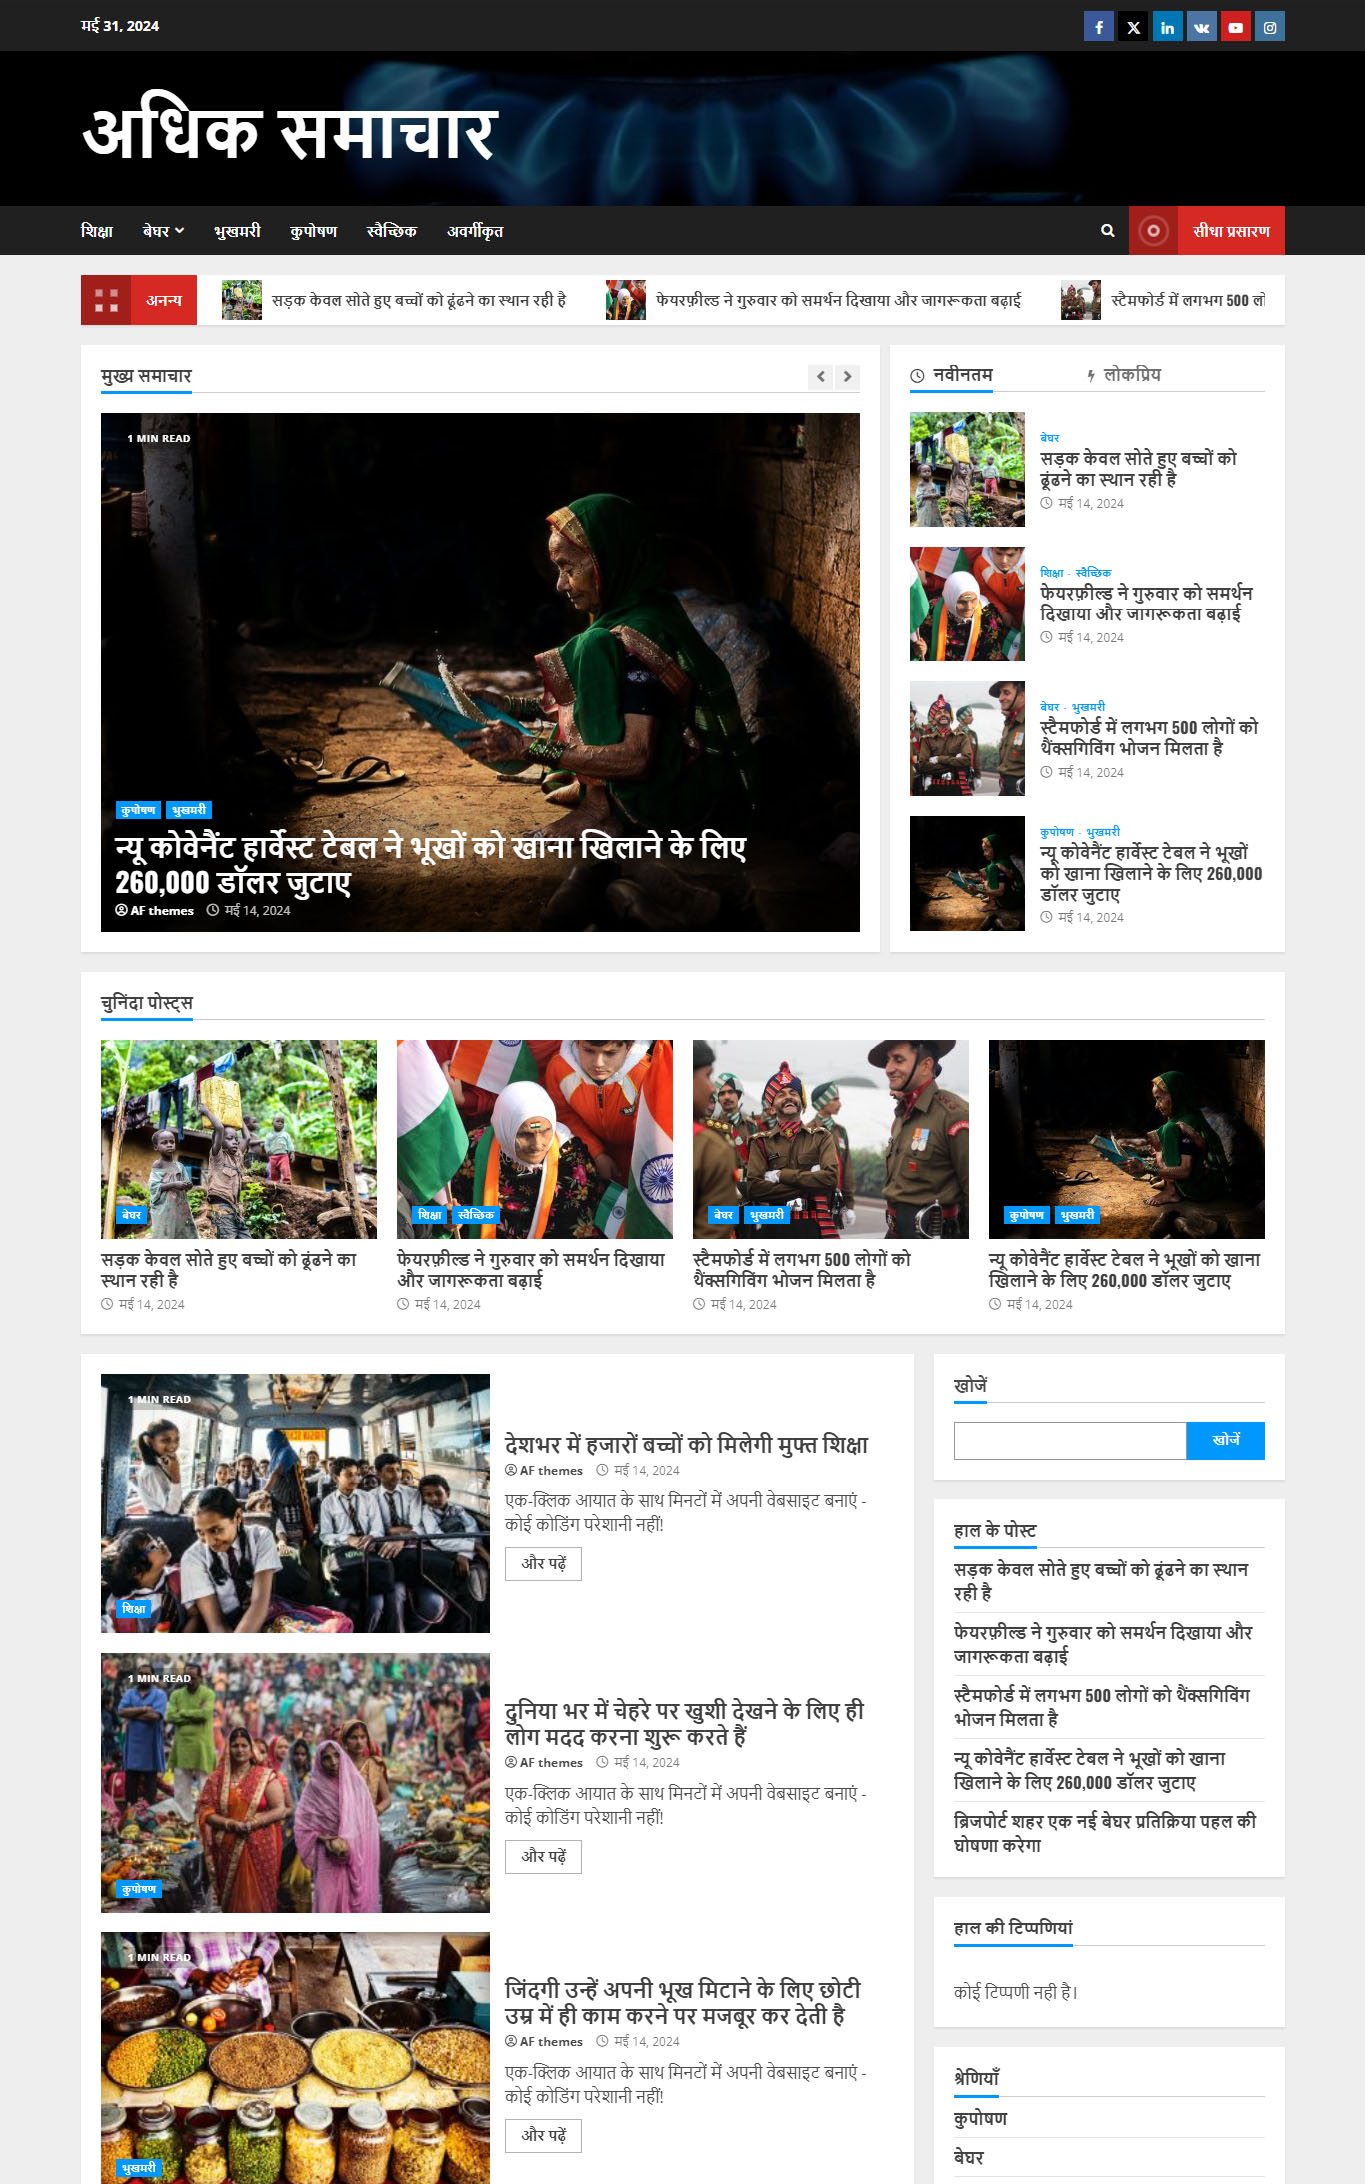 मई 31, 2024
अधिक समाचार
शिक्षा
बेघर
भुखमरी
कुपोषण
स्वैच्छिक
अवर्गीकृत
सीधा प्रसारण
अनन्य
सड़क केवल सोते हुए बच्चों को ढूंढने का स्थान रही है
फेयरफ़ील्ड ने गुरुवार को समर्थन दिखाया और जागरूकता बढ़ाई
स्टैमफोर्ड में लगभग 500
मुख्य समाचार
1 MIN READ
कुपोषण
भुखमरी
न्यू कोवेनैंट हार्वेस्ट टेबल ने भूखों को खाना खिलाने के लिए
260,000 डॉलर जुटाए
AF themes
मई 14, 2024
नवीनतम
लोकप्रिय
बेघर
सड़क केवल सोते हुए बच्चों को
ढूंढने का स्थान रही है
मई 14, 2024
शिक्षा - स्वैच्छिक
फेयरफ़ील्ड ने गुरुवार को समर्थन
दिखाया और जागरूकता बढ़ाई
मई 14, 2024
बेघर - भुखमरी
स्टैमफोर्ड में लगभग 500 लोगों को
थैंक्सगिविंग भोजन मिलता है
मई 14, 2024
कुपोषण - भुखमरी
न्यू कोवेनैंट हार्वेस्ट टेबल ने भूखों
को खाना खिलाने के लिए 260,000
डॉलर जुटाए
मई 14, 2024
चुनिंदा पोस्ट्स
बेघर
सड़क केवल सोते हुए बच्चों को ढूंढने का
स्थान रही है
मई 14, 2024
शिक्षा
स्वैच्छिक
फेयरफ़ील्ड ने गुरुवार को समर्थन दिखाया
और जागरूकता बढ़ाई
मई 14, 2024
बेघर
भुखमरी
स्टैमफोर्ड में लगभग 500 लोगों को
थैंक्सगिविंग भोजन मिलता है
मई 14, 2024
कुपोषण
भुखमरी
न्यू कोवेनैंट हार्वेस्ट टेबल ने भूखों को खाना
खिलाने के लिए 260,000 डॉलर जुटाए
मई 14, 2024
1 MIN READ
शिक्षा
देशभर में हजारों बच्चों को मिलेगी मुफ्त शिक्षा
AF themes
मई 14, 2024
एक-क्लिक आयात के साथ मिनटों में अपनी वेबसाइट बनाएं -
कोई कोडिंग परेशानी नहीं!
और पढ़ें
1 MIN READ
कुपोषण
दुनिया भर में चेहरे पर खुशी देखने के लिए ही
लोग मदद करना शुरू करते हैं
AF themes
मई 14, 2024
एक-क्लिक आयात के साथ मिनटों में अपनी वेबसाइट बनाएं -
कोई कोडिंग परेशानी नहीं!
और पढ़ें
1 MIN READ
भुखमरी
जिंदगी उन्हें अपनी भूख मिटाने के लिए छोटी
उम्र में ही काम करने पर मजबूर कर देती है
AF themes
मई 14, 2024
एक-क्लिक आयात के साथ मिनटों में अपनी वेबसाइट बनाएं -
कोई कोडिंग परेशानी नहीं!
और पढ़ें
खोजें
खोजें
हाल के पोस्ट
सड़क केवल सोते हुए बच्चों को ढूंढने का स्थान
रही है
फेयरफ़ील्ड ने गुरुवार को समर्थन दिखाया और
जागरूकता बढ़ाई
स्टैमफोर्ड में लगभग 500 लोगों को थैंक्सगिविंग
भोजन मिलता है
न्यू कोवेनैंट हार्वेस्ट टेबल ने भूखों को खाना
खिलाने के लिए 260,000 डॉलर जुटाए
ब्रिजपोर्ट शहर एक नई बेघर प्रतिक्रिया पहल की
घोषणा करेगा
हाल की टिप्पणियां
कोई टिप्पणी नही है।
श्रेणियाँ
कुपोषण
बेघर